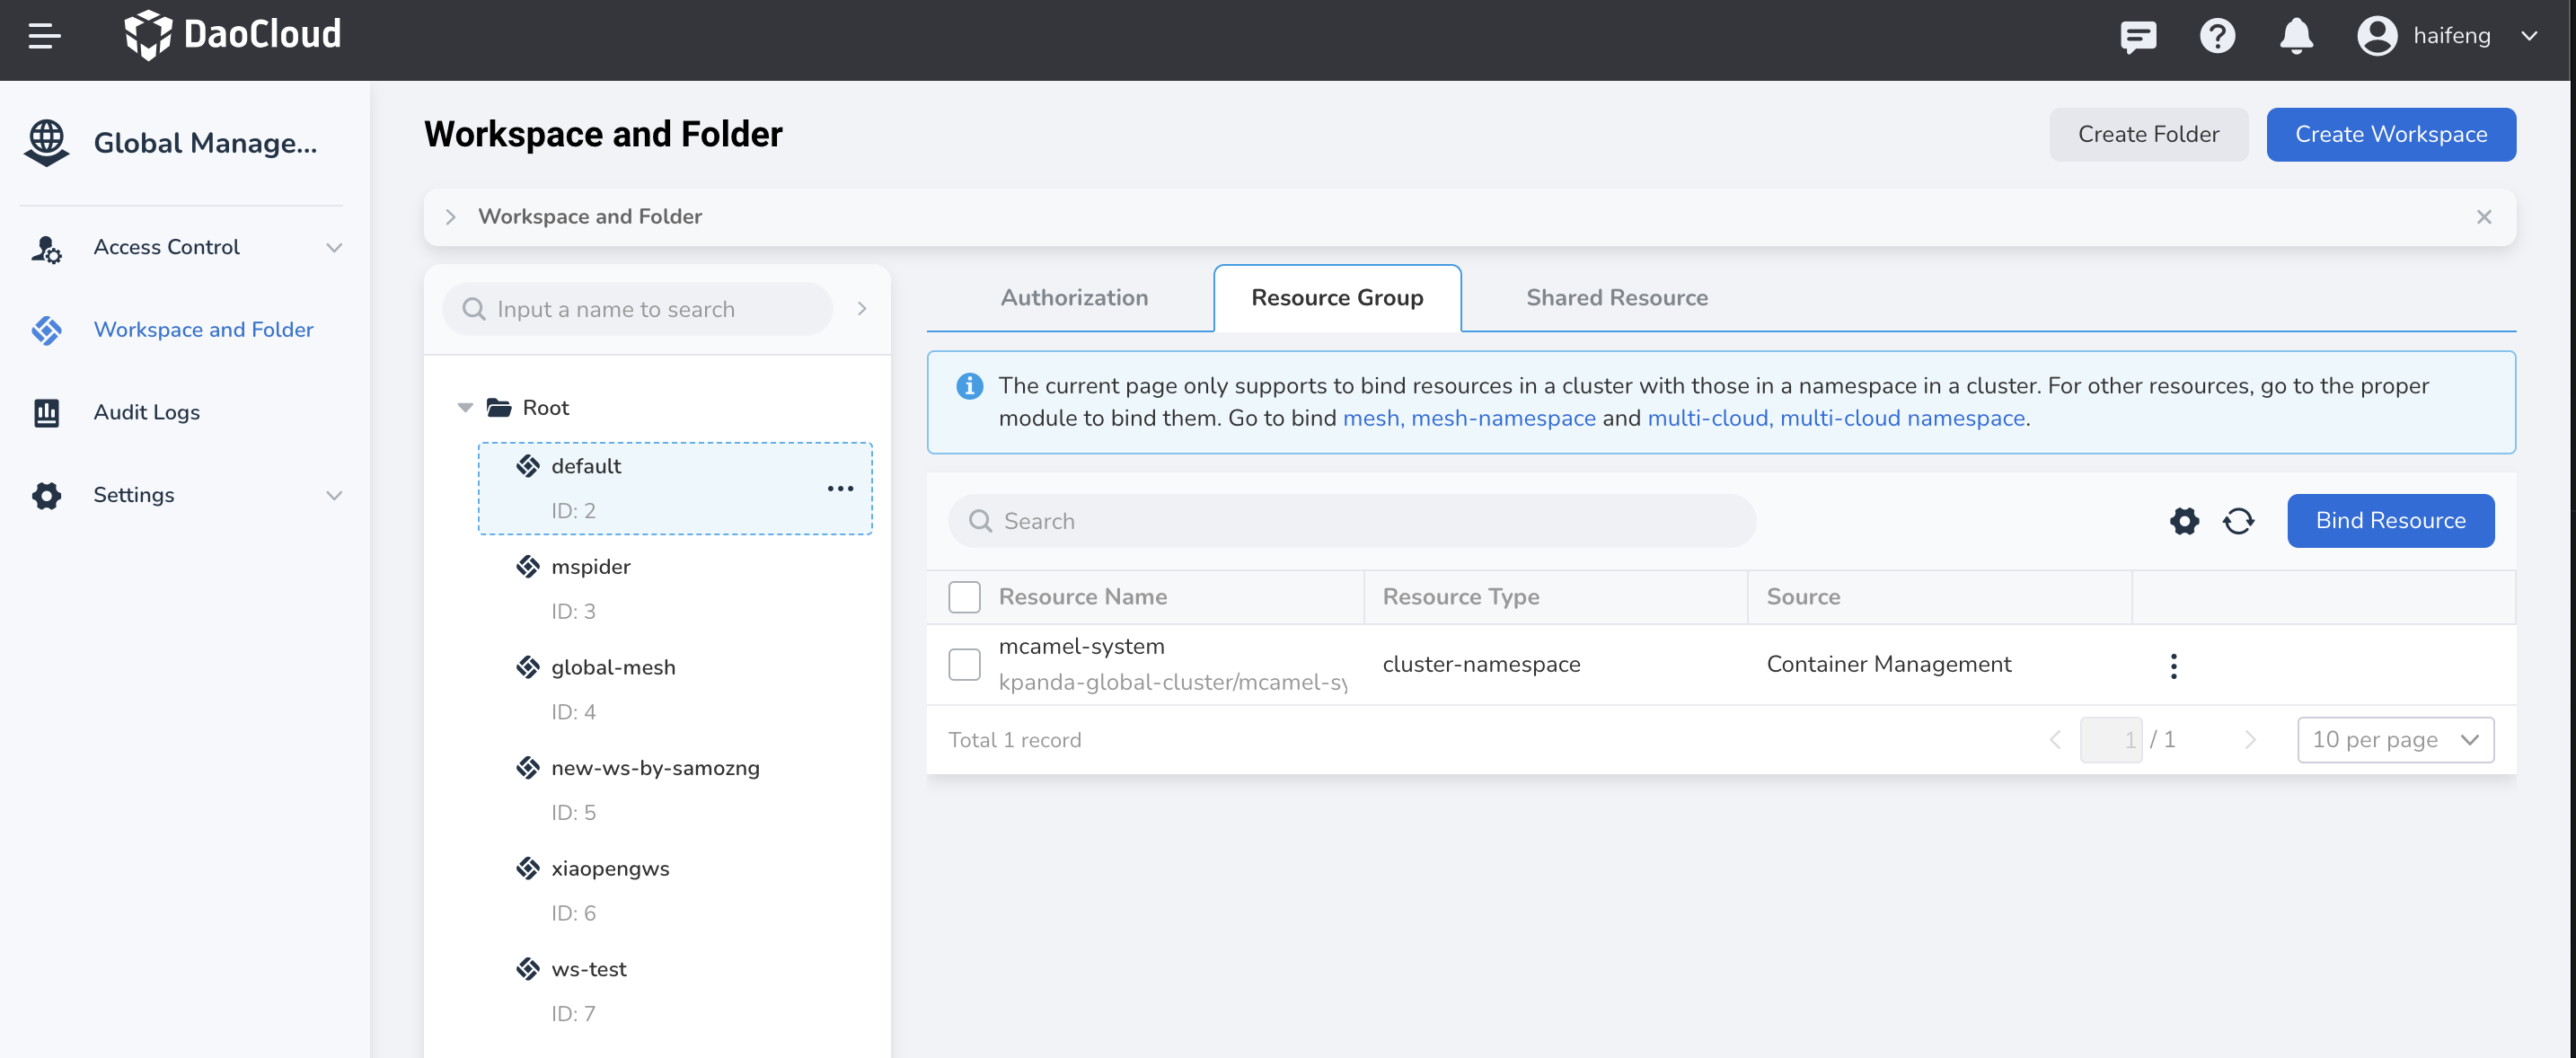 DaoCloud
haifeng
Global Manage...
Access Control
Workspace and Folder
Audit Logs
Settings
Workspace and Folder
Create Folder
Create Workspace
Workspace and Folder
Input a name to search
Root
default
ID: 2
mspider
ID: 3
global-mesh
ID: 4
new-ws-by-samozng
ID: 5
xiaopengws
ID: 6
ws-test
ID: 7
Authorization
Resource Group
Shared Resource
The current page only supports to bind resources in a cluster with those in a namespace in a cluster. For other resources, go to the proper
module to bind them. Go to bind mesh, mesh-namespace and multi-cloud, multi-cloud namespace.
Search
Bind Resource
Resource Name
Resource Type
Source
mcamel-system
kpanda-global-cluster/mcamel-sy
cluster-namespace
Container Management
Total 1 record
1 / 1
10 per page